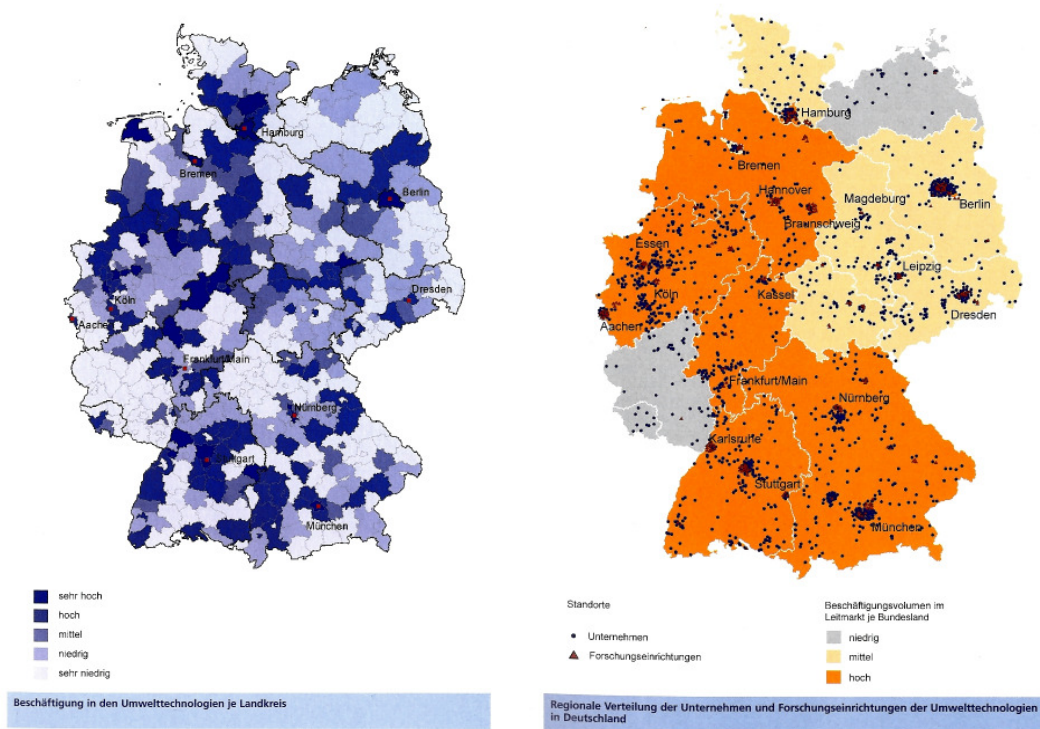 Hamburg
Bremen
Berlin
Köln
Aache
Dresden
Frankfurt/Main
Nürnberg
München
sehr hoch
hoch
mittel
niedrig
sehr niedrig
Beschäftigung in den Umwelttechnologien je Landkreis
Hamburg
Bremen
Hannover
Magdeburg
Berlin
Braunschweig
Essen
Leipzig
Köln
Kassel
Aachen
Dresden
Frankfurt/Main
Nürnberg
Karlsruhe
Stuttgart
München
Standorte
Unternehmen
Forschungseinrichtungen
Beschäftigungsvolumen im
Leitmarkt je Bundesland
niedrig
mittel
hoch
Regionale Verteilung der Unternehmen und Forschungseinrichtungen der Umwelttechnologien
in Deutschland